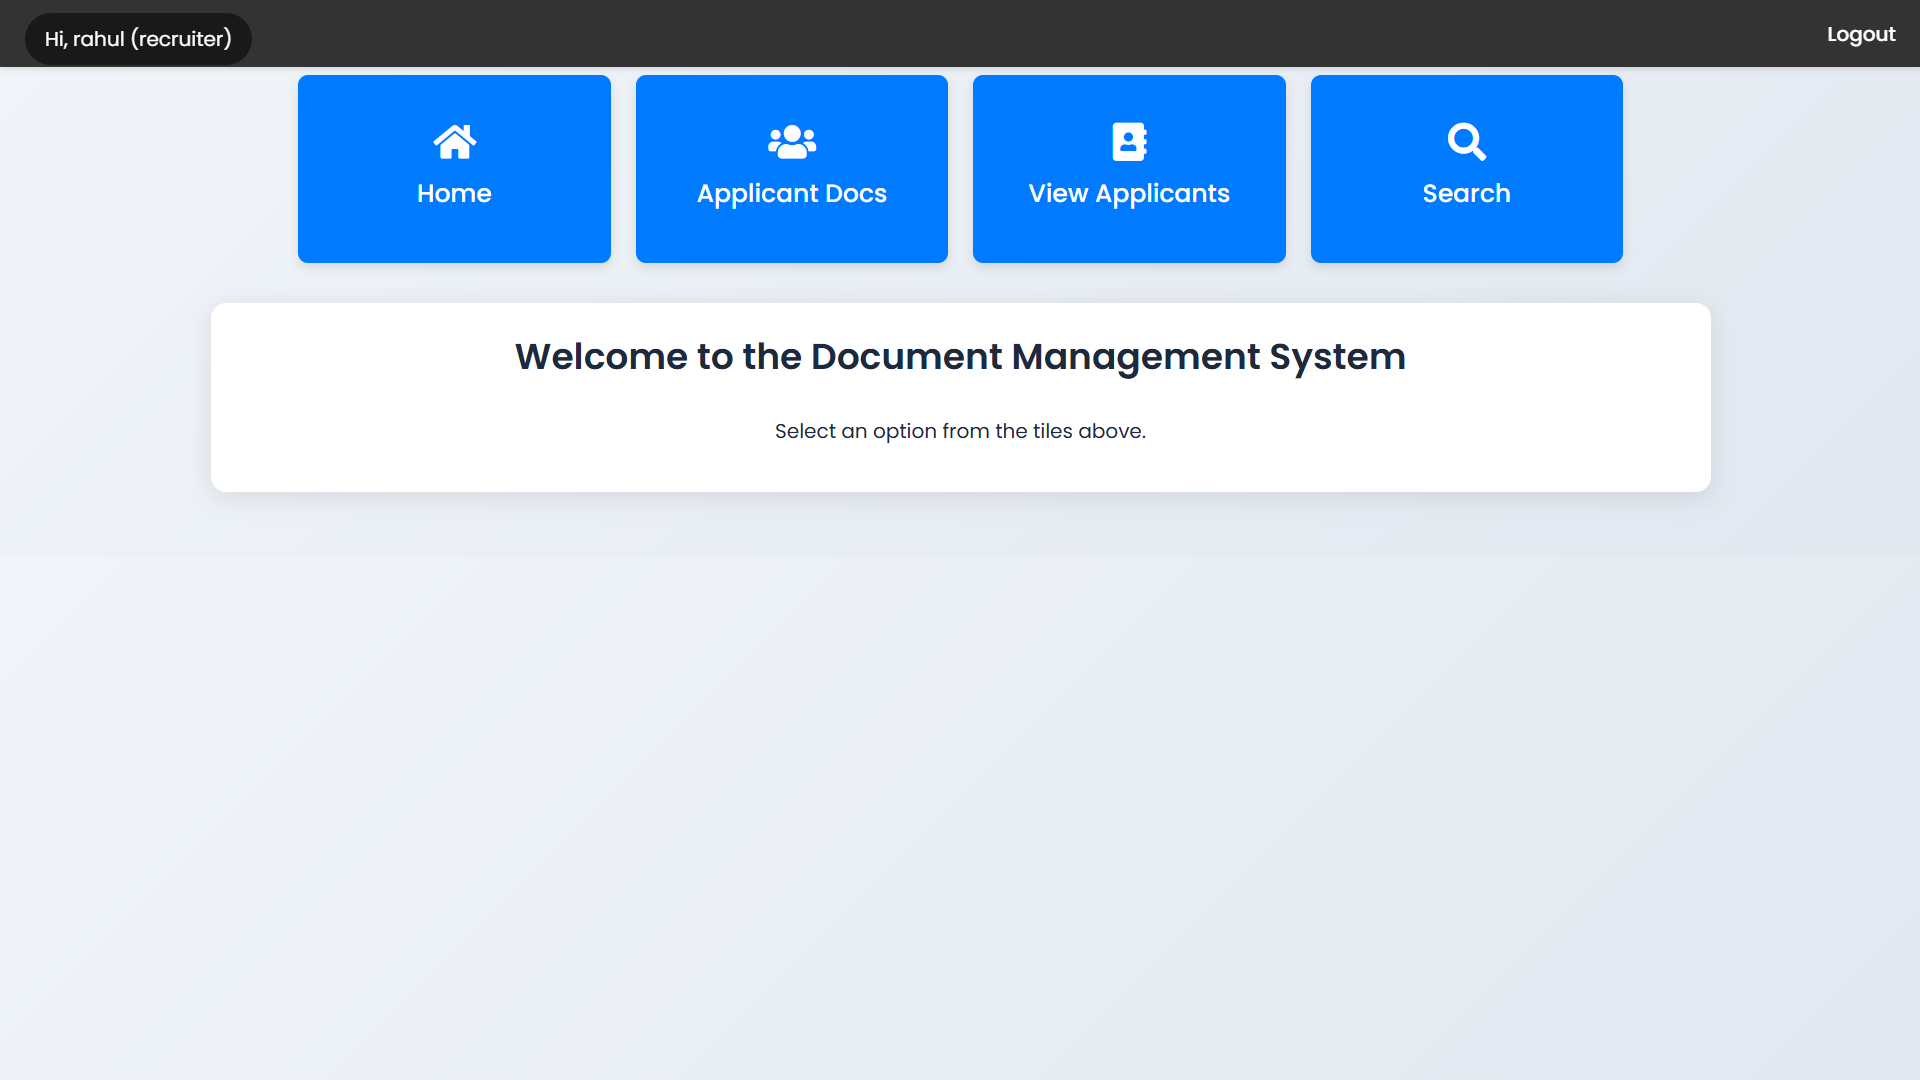 Hi, rahul (recruiter)
Logout
Home
Applicant Docs
View Applicants
Search
Welcome to the Document Management System
Select an option from the tiles above.